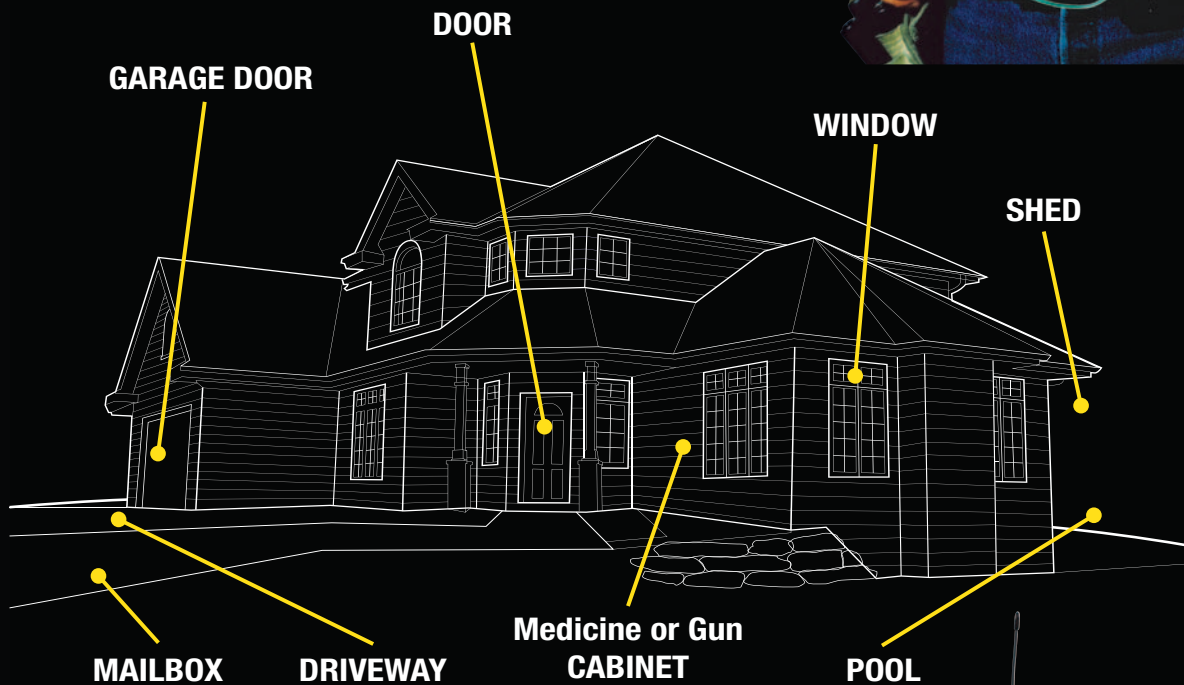 DOOR
GARAGE DOOR
WINDOW
SHED
Medicine or Gun
CABINET
MAILBOX
DRIVEWAY
POOL